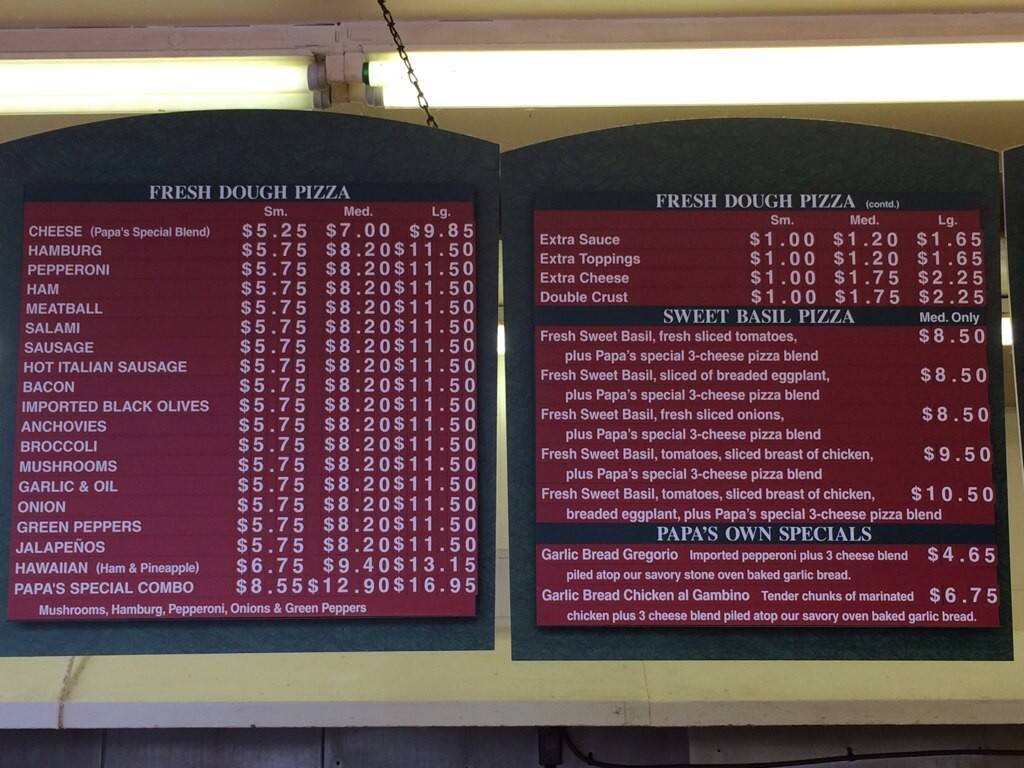 FRESH DOUGH PIZZA
Sm. Med. Lg.
CHEESE (Papa's Special Blend) $5.25 $7.00 $9.85
HAMBURG $5.75 $8.20 $11.50
PEPPERONI $5.75 $8.20 $11.50
HAM $5.75 $8.20 $11.50
MEATBALL $5.75 $8.20 $11.50
SALAMI $5.75 $8.20 $11.50
SAUSAGE $5.75 $8.20 $11.50
HOT ITALIAN SAUSAGE $5.75 $8.20 $11.50
BACON $5.75 $8.20 $11.50
IMPORTED BLACK OLIVES $5.75 $8.20 $11.50
ANCHOVIES $5.75 $8.20 $11.50
BROCCOLI $5.75 $8.20 $11.50
MUSHROOMS $5.75 $8.20 $11.50
GARLIC & OIL $5.75 $8.20 $11.50
ONION $5.75 $8.20 $11.50
GREEN PEPPERS $5.75 $8.20 $11.50
JALAPEÑOS $5.75 $8.20 $11.50
HAWAIIAN (Ham & Pineapple) $6.75 $9.40 $13.15
PAPA'S SPECIAL COMBO $8.55 $12.90 $16.95
Mushrooms, Hamburg, Pepperoni, Onions & Green Peppers
FRESH DOUGH PIZZA (contd.)
Sm. Med. Lg.
Extra Sauce $1.00 $1.20 $1.65
Extra Toppings $1.00 $1.20 $1.65
Extra Cheese $1.00 $1.75 $2.25
Double Crust $1.00 $1.75 $2.25
SWEET BASIL PIZZA Med. Only
Fresh Sweet Basil, fresh sliced tomatoes, $8.50
plus Papa's special 3-cheese pizza blend
Fresh Sweet Basil, sliced of breaded eggplant, $8.50
plus Papa's special 3-cheese pizza blend
Fresh Sweet Basil, fresh sliced onions, $8.50
plus Papa's special 3-cheese pizza blend
Fresh Sweet Basil, tomatoes, sliced breast of chicken, $9.50
plus Papa's special 3-cheese pizza blend
Fresh Sweet Basil, tomatoes, sliced breast of chicken, $10.50
breaded eggplant, plus Papa's special 3-cheese pizza blend
PAPA'S OWN SPECIALS
Garlic Bread Gregorio Imported pepperoni plus 3 cheese blend $4.65
piled atop our savory stone oven baked garlic bread.
Garlic Bread Chicken al Gambino Tender chunks of marinated $6.75
chicken plus 3 cheese blend piled atop our savory oven baked garlic bread.